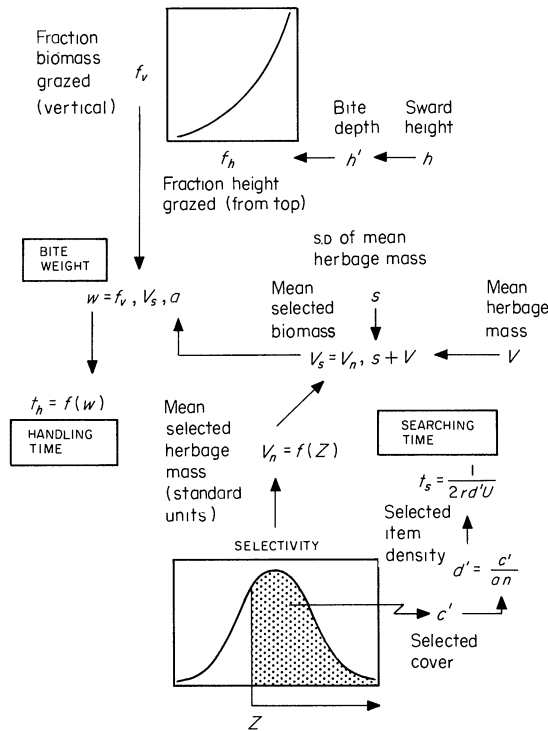 Fraction
biomass
grazed
(vertical)
f_v
f_h
Fraction height
grazed (from top)
Bite
depth
h'
Sward
height
h
BITE
WEIGHT
w = f_v, V_s, a
t_h = f(w)
HANDLING
TIME
S.D of mean
herbage mass
s
Mean
selected
biomass
V_s = V_n, s + V
Mean
herbage
mass
V
Mean
selected
herbage
mass
(standard
units)
V_n = f(Z)
SEARCHING
TIME
t_s = 1 / 2rd'U
Selected
item
density
d' = c' / an
c'
Selected
cover
SELECTIVITY
Z